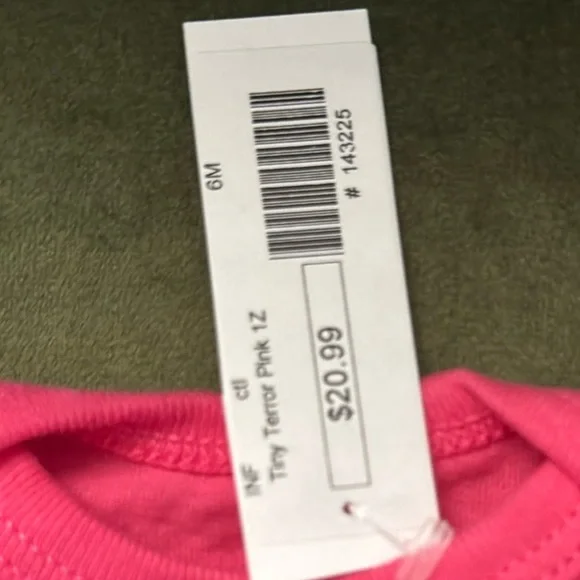 INF ctl 6M
Tiny Terror Pink 1Z
$20.99
# 143225